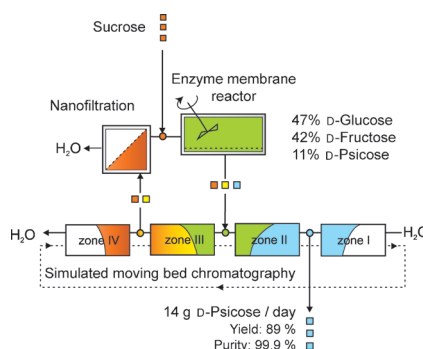 Sucrose
Enzyme membrane
reactor
Nanofiltration
47% D-Glucose
42% D-Fructose
11% D-Psicose
H₂O
H₂O
zone IV
zone III
zone II
zone I
H₂O
Simulated moving bed chromatography
14 g D-Psicose / day
Yield: 89 %
Purity: 99.9 %